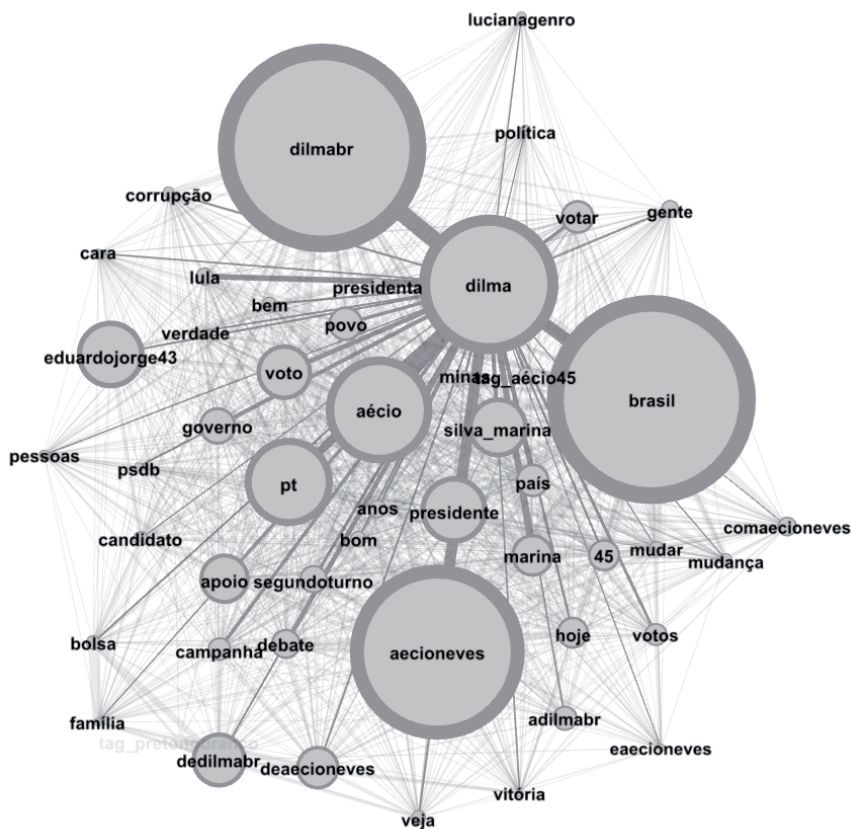 lucianagenro
política
dilmabr
corrupção
votar
gente
cara
lula
presidenta
dilma
bem
povo
verdade
eduardojorge43
voto
minas
tag_aécio45
brasil
aécio
governo
silva_marina
pessoas
psdb
pt
país
anos
presidente
comaecioneves
candidato
bom
marina
45
mudar
mudança
apoio
segundoturno
hoje
votos
bolsa
campanha
debate
aecioneves
família
adilmabr
tag_pretonobranco
eaecioneves
dedilmabr
deaecioneves
vitória
veja